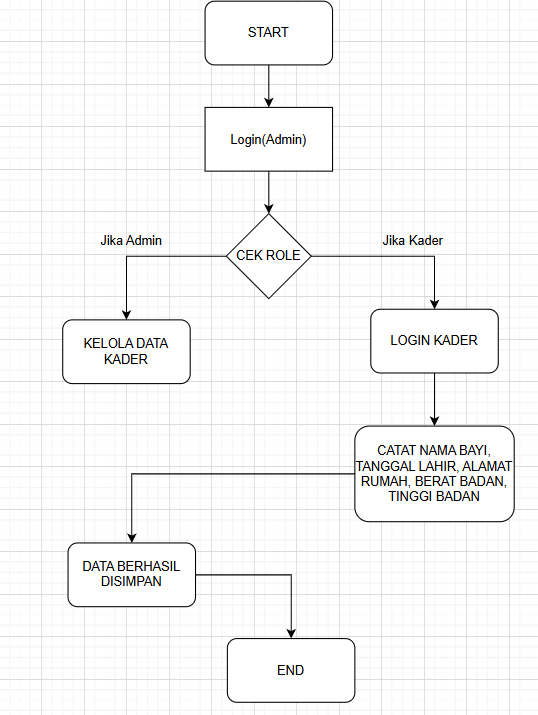 START
Login(Admin)
CEK ROLE
Jika Admin
Jika Kader
KELOLA DATA
KADER
LOGIN KADER
CATAT NAMA BAYI,
TANGGAL LAHIR, ALAMAT
RUMAH, BERAT BADAN,
TINGGI BADAN
DATA BERHASIL
DISIMPAN
END